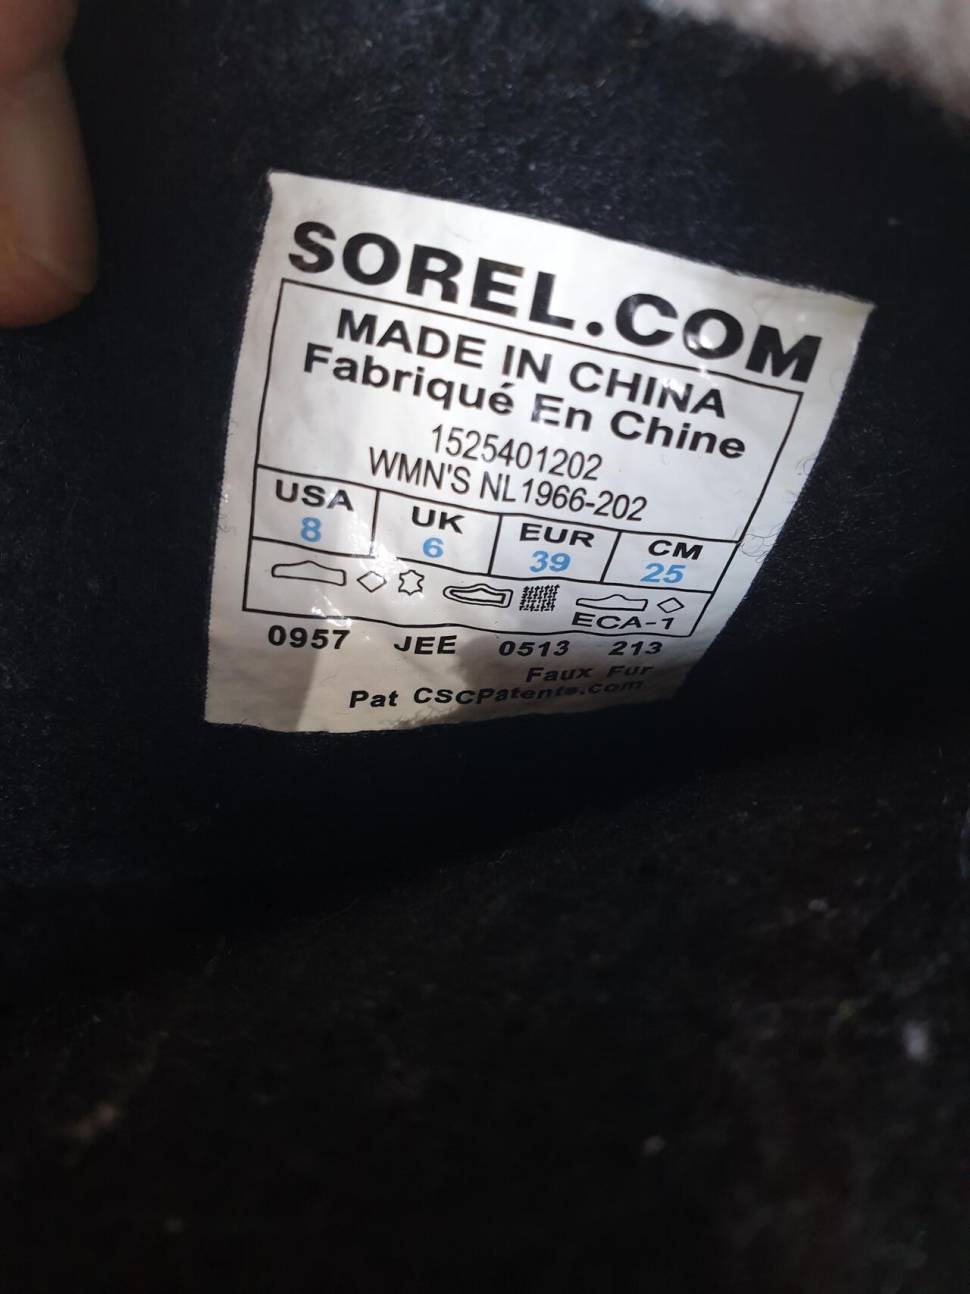 SOREL.COM
MADE IN CHINA
Fabriqué En Chine
1525401202
WMN'S NL1966-202
USA UK EUR CM
8 6 39 25
ECA-1
0957 JEE 0513 213
Faux Fur
Pat CSCPatents.com